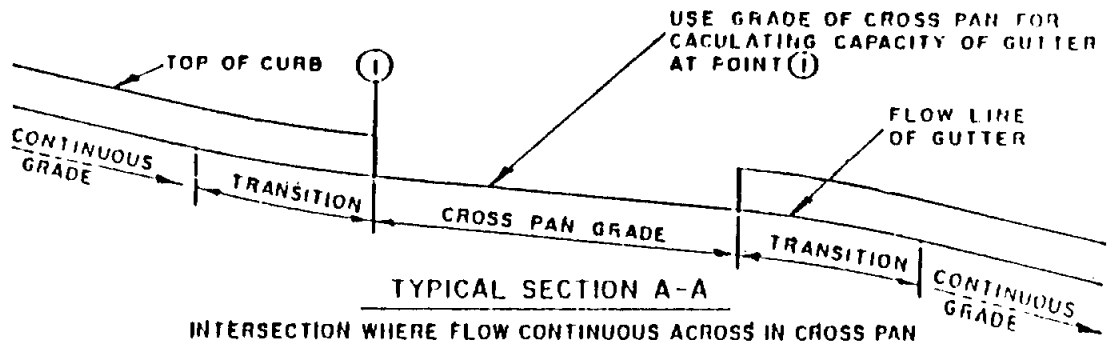 USE GRADE OF CROSS PAN FOR
CACULATING CAPACITY OF GUTTER
AT POINT 1
TOP OF CURB
1
FLOW LINE
OF GUTTER
CONTINUOUS
GRADE
TRANSITION
CROSS PAN GRADE
TRANSITION
CONTINUOUS
GRADE
TYPICAL SECTION A-A
INTERSECTION WHERE FLOW CONTINUOUS ACROSS IN CROSS PAN